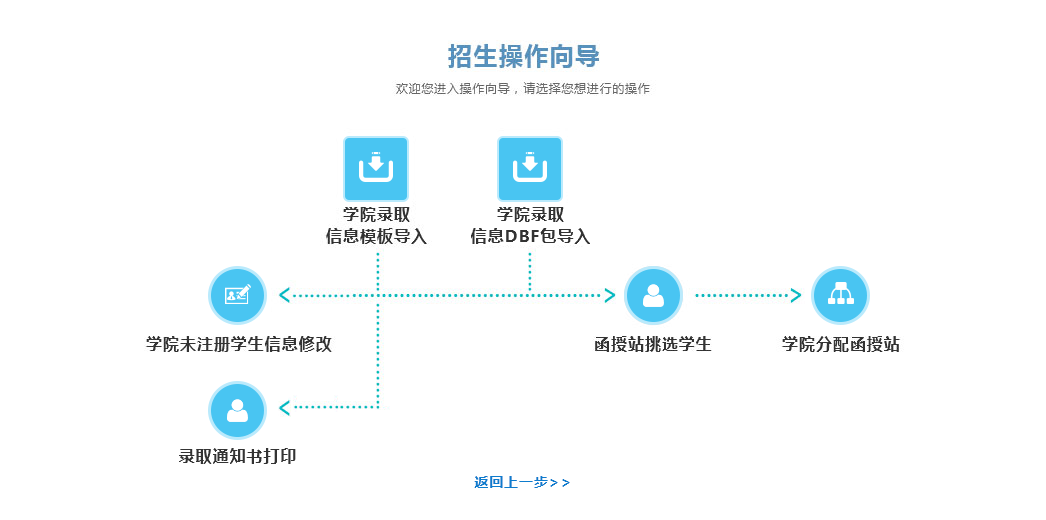 招生操作向导
欢迎您进入操作向导，请选择您想进行的操作
学院录取
信息模板导入
学院录取
信息DBF包导入
学院未注册学生信息修改
函授站挑选学生
学院分配函授站
录取通知书打印
返回上一步>>